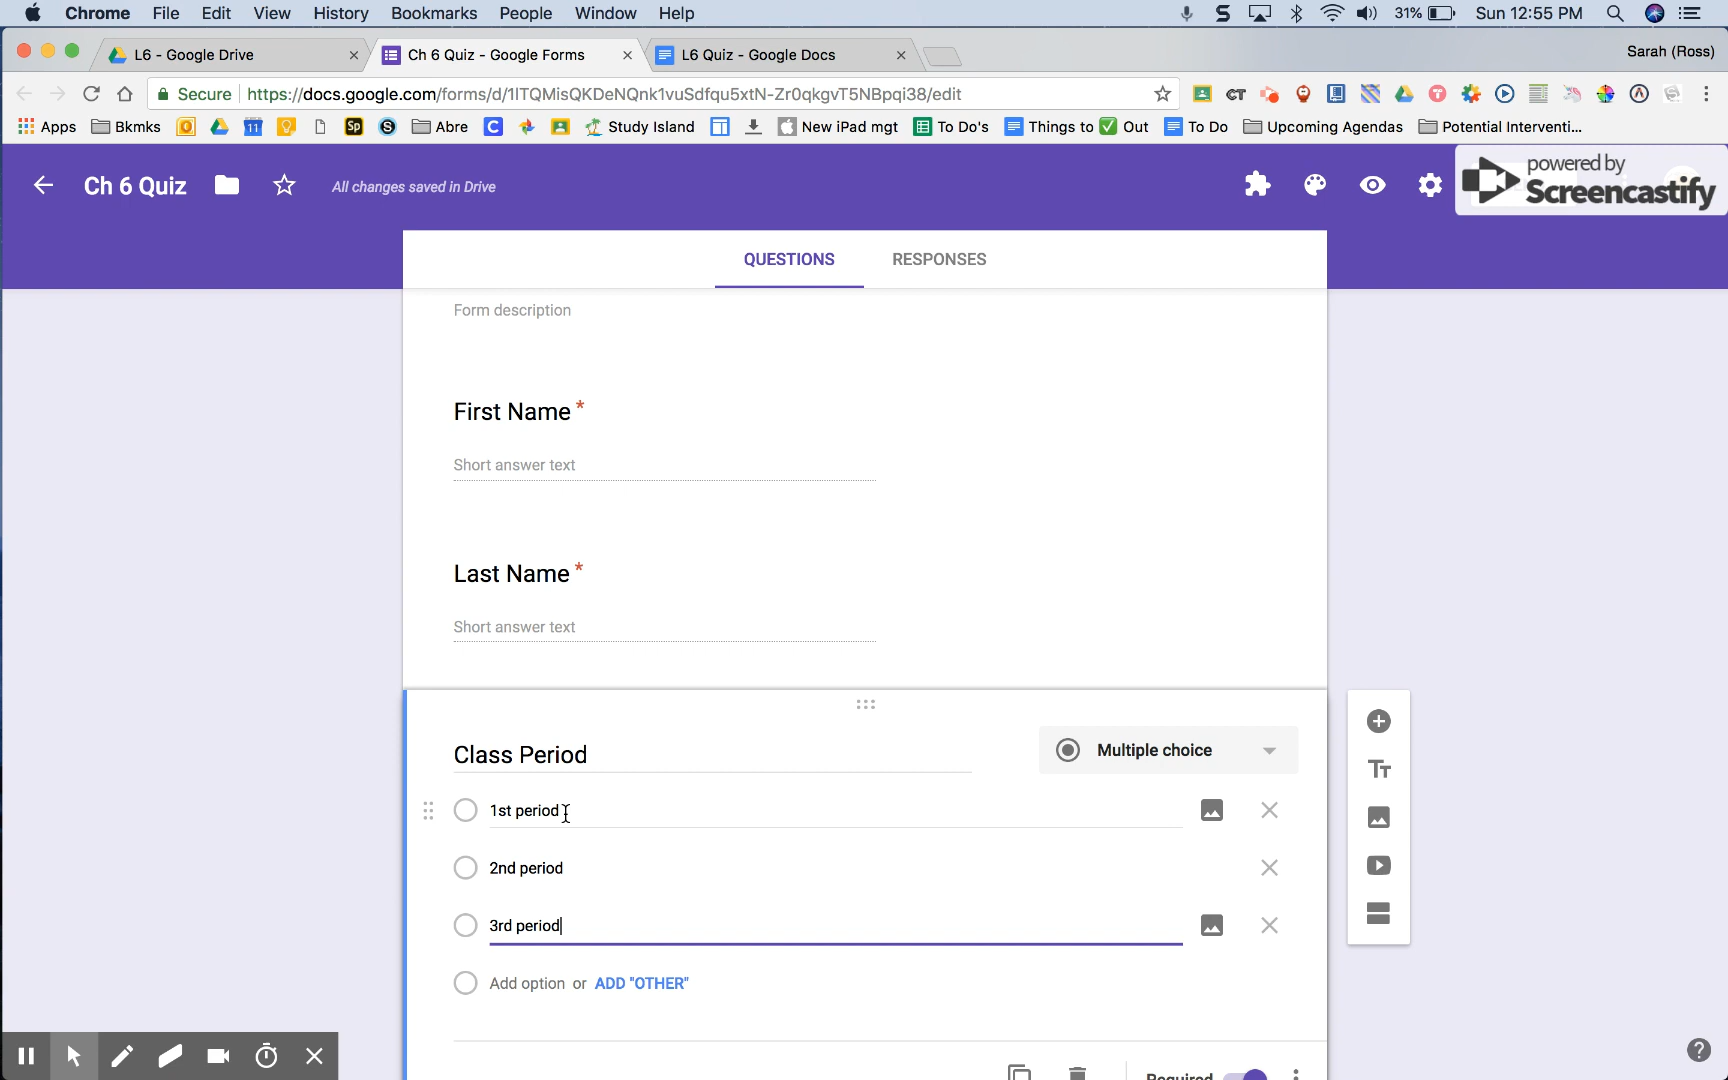 Chrome File Edit View History Bookmarks People Window Help 31% Sun 12:55 PM
L6 - Google Drive Ch 6 Quiz - Google Forms L6 Quiz - Google Docs Sarah (Ross)
Secure https://docs.google.com/forms/d/1ITQMisQKDeNQnk1vuSdfqu5xtN-Zr0qkgvT5NBpqi38/edit
Apps Bkmks 11 Sp Abre Study Island New iPad mgt To Do's Things to ✅ Out To Do Upcoming Agendas Potential Interventi...
Ch 6 Quiz All changes saved in Drive
powered by
Screencastify
QUESTIONS RESPONSES
Form description
First Name *
Short answer text
Last Name *
Short answer text
Class Period Multiple choice
1st period
2nd period
3rd period
Add option or ADD "OTHER"
Required